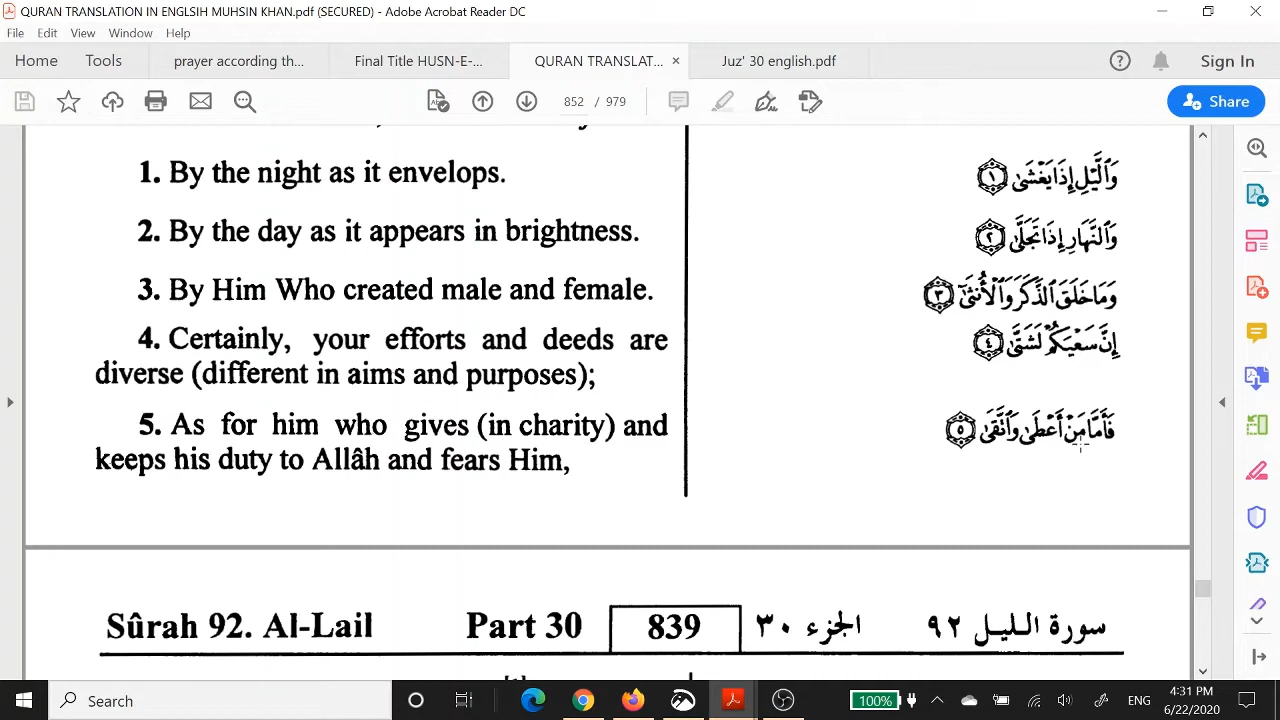 QURAN TRANSLATION IN ENGLSIH MUHSIN KHAN.pdf (SECURED) - Adobe Acrobat Reader DC
File Edit View Window Help
Home Tools prayer according th... Final Title HUSN-E-... QURAN TRANSLAT... × Juz' 30 english.pdf Sign In
852 / 979 Share
1. By the night as it envelops.
وَٱلَّيْلِ إِذَا يَغْشَىٰ ١
2. By the day as it appears in brightness.
وَٱلنَّهَارِ إِذَا تَجَلَّىٰ ٢
3. By Him Who created male and female.
وَمَا خَلَقَ ٱلذَّكَرَ وَٱلْأُنثَىٰٓ ٣
4. Certainly, your efforts and deeds are
إِنَّ سَعْيَكُمْ لَشَتَّىٰ ٤
diverse (different in aims and purposes);
5. As for him who gives (in charity) and
فَأَمَّا مَنْ أَعْطَىٰ وَٱتَّقَىٰ ٥
keeps his duty to Allâh and fears Him,
Sûrah 92. Al-Lail Part 30 839 الجزء ٣٠ سورة الليل ٩٢
Search 100% ENG 4:31 PM
6/22/2020